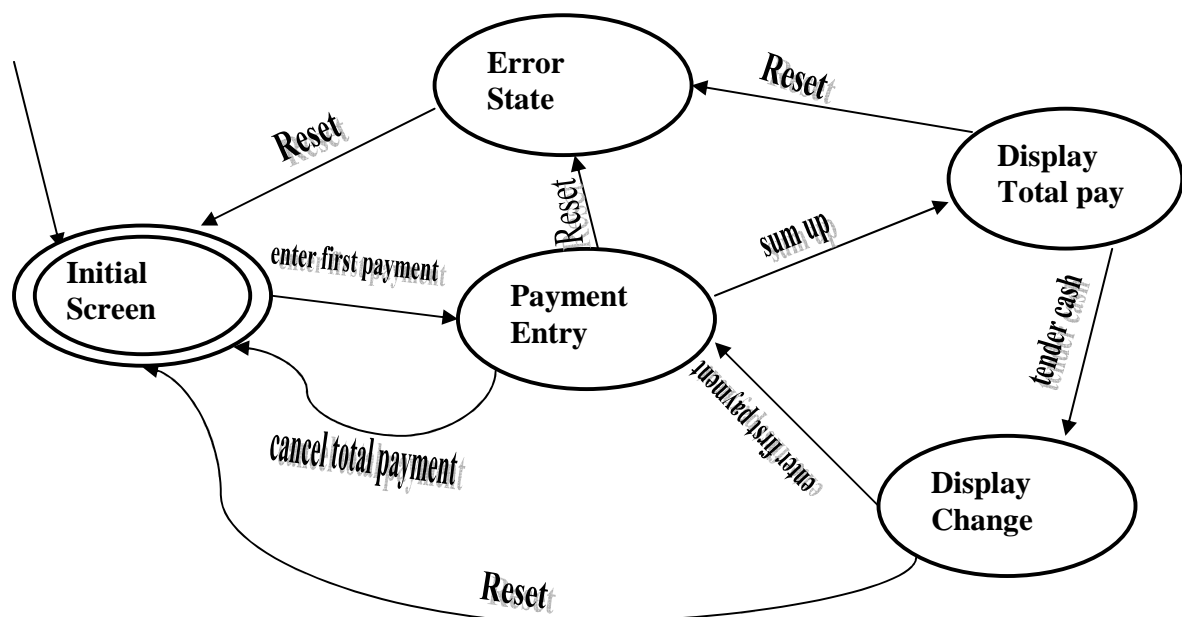 Error
State
Reset
Reset
Display
Total pay
Reset
sum up
enter first payment
Initial
Screen
Payment
Entry
tender cash
enter first payment
cancel total payment
Display
Change
Reset